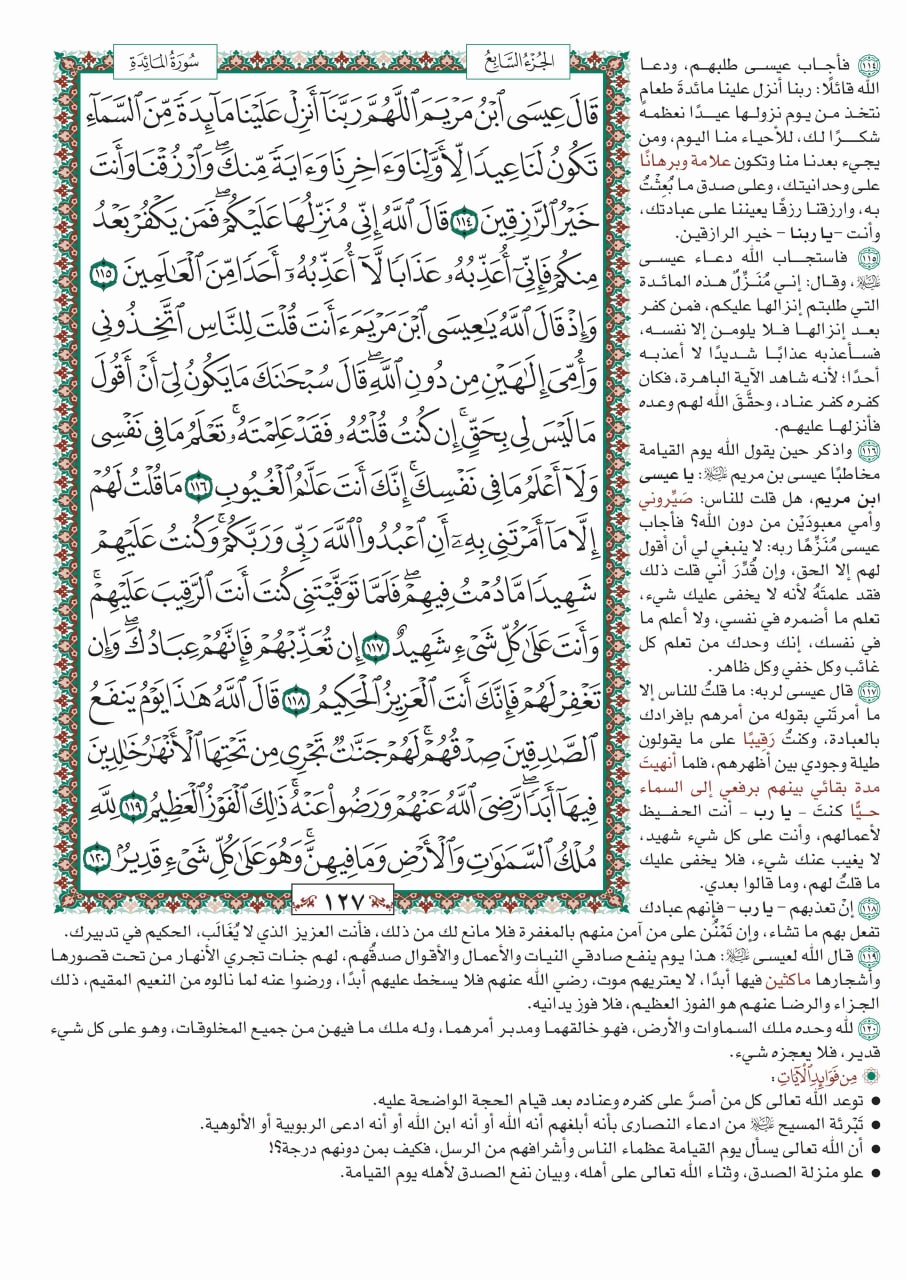 الجُزْءُ السَّابِعُ
سُورَةُ المَائِدَةِ
قَالَ عِيسَى ٱبْنُ مَرْيَمَ ٱللَّهُمَّ رَبَّنَآ أَنزِلْ عَلَيْنَا مَآئِدَةً مِّنَ ٱلسَّمَآءِ
تَكُونُ لَنَا عِيدًا لِّأَوَّلِنَا وَءَاخِرِنَا وَءَايَةً مِّنكَۖ وَٱرْزُقْنَا وَأَنتَ
خَيْرُ ٱلرَّٰزِقِينَ ١١٤ قَالَ ٱللَّهُ إِنِّي مُنَزِّلُهَا عَلَيْكُمْۖ فَمَن يَكْفُرْ بَعْدُ
مِنكُمْ فَإِنِّيٓ أُعَذِّبُهُۥ عَذَابًا لَّآ أُعَذِّبُهُۥٓ أَحَدًا مِّنَ ٱلْعَٰلَمِينَ ١١٥
وَإِذْ قَالَ ٱللَّهُ يَٰعِيسَى ٱبْنَ مَرْيَمَ ءَأَنتَ قُلْتَ لِلنَّاسِ ٱتَّخِذُونِي
وَأُمِّيَ إِلَٰهَيْنِ مِن دُونِ ٱللَّهِۖ قَالَ سُبْحَٰنَكَ مَا يَكُونُ لِيٓ أَنْ أَقُولَ
مَا لَيْسَ لِي بِحَقٍّۚ إِن كُنتُ قُلْتُهُۥ فَقَدْ عَلِمْتَهُۥۚ تَعْلَمُ مَا فِي نَفْسِي
وَلَآ أَعْلَمُ مَا فِي نَفْسِكَۚ إِنَّكَ أَنتَ عَلَّٰمُ ٱلْغُيُوبِ ١١٦ مَا قُلْتُ لَهُمْ
إِلَّا مَآ أَمَرْتَنِي بِهِۦٓ أَنِ ٱعْبُدُوا۟ ٱللَّهَ رَبِّي وَرَبَّكُمْۚ وَكُنتُ عَلَيْهِمْ
شَهِيدًا مَّا دُمْتُ فِيهِمْۖ فَلَمَّا تَوَفَّيْتَنِي كُنتَ أَنتَ ٱلرَّقِيبَ عَلَيْهِمْۚ
وَأَنتَ عَلَىٰ كُلِّ شَيْءٍ شَهِيدٌ ١١٧ إِن تُعَذِّبْهُمْ فَإِنَّهُمْ عِبَادُكَۖ وَإِن
تَغْفِرْ لَهُمْ فَإِنَّكَ أَنتَ ٱلْعَزِيزُ ٱلْحَكِيمُ ١١٨ قَالَ ٱللَّهُ هَٰذَا يَوْمُ يَنفَعُ
ٱلصَّٰدِقِينَ صِدْقُهُمْۚ لَهُمْ جَنَّٰتٌ تَجْرِي مِن تَحْتِهَا ٱلْأَنْهَٰرُ خَٰلِدِينَ
فِيهَآ أَبَدًاۖ رَّضِيَ ٱللَّهُ عَنْهُمْ وَرَضُوا۟ عَنْهُۚ ذَٰلِكَ ٱلْفَوْزُ ٱلْعَظِيمُ ١١٩ لِلَّهِ
مُلْكُ ٱلسَّمَٰوَٰتِ وَٱلْأَرْضِ وَمَا فِيهِنَّۚ وَهُوَ عَلَىٰ كُلِّ شَيْءٍ قَدِيرٌۢ ١٢٠
١٢٧
١١٤ فأجاب عيسى طلبهم، ودعا
الله قائلًا: ربنا أنزل علينا مائدةَ طعامٍ
نتخذ من يوم نزولها عيدًا نعظمه
شكرًا لك، للأحياء منا اليوم، ومن
يجيء بعدنا منا وتكون علامة وبرهانًا
على وحدانيتك، وعلى صدق ما بُعِثْتُ
به، وارزقنا رزقًا يعيننا على عبادتك،
وأنت –يا ربنا– خير الرازقين.
١١٥ فاستجاب الله دعاء عيسى
ﷺ، وقال: إني مُنَزِّلٌ هذه المائدة
التي طلبتم إنزالها عليكم، فمن كفر
بعد إنزالها فلا يلومن إلا نفسه،
فسأعذبه عذابًا شديدًا لا أعذبه
أحدًا؛ لأنه شاهد الآية الباهرة، فكان
كفره كفر عناد، وحقَّقَ الله لهم وعده
فأنزلها عليهم.
١١٦ واذكر حين يقول الله يوم القيامة
مخاطبًا عيسى بن مريم ﷺ: يا عيسى
ابن مريم، هل قلت للناس: صَيِّروني
وأمي معبودَيْن من دون الله؟ فأجاب
عيسى مُنَزِّهًا ربه: لا ينبغي لي أن أقول
لهم إلا الحق، وإن قُدِّرَ أني قلت ذلك
فقد علمتَهُ لأنه لا يخفى عليك شيء،
تعلم ما أضمره في نفسي، ولا أعلم ما
في نفسك، إنك وحدك من تعلم كل
غائب وكل خفي وكل ظاهر.
١١٧ قال عيسى لربه: ما قلتُ للناس إلا
ما أمرتَني بقوله من أمرهم بإفرادك
بالعبادة، وكنتُ رَقيبًا على ما يقولون
طيلة وجودي بين أظهرهم، فلما أنهيتَ
مدة بقائي بينهم برفعي إلى السماء
حيًّا كنتَ – يا رب – أنت الحفيظ
لأعمالهم، وأنت على كل شيء شهيد،
لا يغيب عنك شيء، فلا يخفى عليك
ما قلتُ لهم، وما قالوا بعدي.
١١٨ إنْ تعذبهم –يا رب– فإنهم عبادك
تفعل بهم ما تشاء، وإن تَمْنُن على من آمن منهم بالمغفرة فلا مانع لك من ذلك، فأنت العزيز الذي لا يُغَالَب، الحكيم في تدبيرك.
١١٩ قال الله لعيسى ﷺ: هذا يوم ينفع صادقي النيات والأعمال والأقوال صدقُهم، لهم جنات تجري الأنهار من تحت قصورها
وأشجارها ماكثين فيها أبدًا، لا يعتريهم موت، رضي الله عنهم فلا يسخط عليهم أبدًا، ورضوا عنه لما نالوه من النعيم المقيم، ذلك
الجزاء والرضا عنهم هو الفوز العظيم، فلا فوز يدانيه.
١٢٠ لله وحده ملك السماوات والأرض، فهو خالقهما ومدبر أمرهما، وله ملك ما فيهن من جميع المخلوقات، وهو على كل شيء
قدير، فلا يعجزه شيء.
مِن فَوَائِدِ الآيَاتِ:
● توعد الله تعالى كل من أصرَّ على كفره وعناده بعد قيام الحجة الواضحة عليه.
● تَبْرئة المسيح ﷺ من ادعاء النصارى بأنه أبلغهم أنه الله أو أنه ابن الله أو أنه ادعى الربوبية أو الألوهية.
● أن الله تعالى يسأل يوم القيامة عظماء الناس وأشرافهم من الرسل، فكيف بمن دونهم درجة؟!
● علو منزلة الصدق، وثناء الله تعالى على أهله، وبيان نفع الصدق لأهله يوم القيامة.